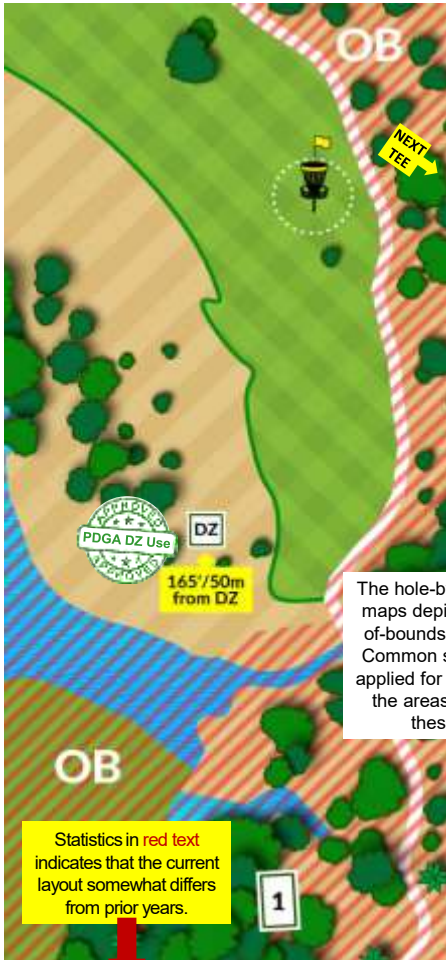 OB
NEXT
TEE
APPROVED
PDGA DZ Use
APPROVED
DZ
165'/50m
from DZ
The hole-b
maps depi
of-bounds
Common s
applied for
the areas
thes
OB
Statistics in red text
indicates that the current
layout somewhat differs
from prior years.
1